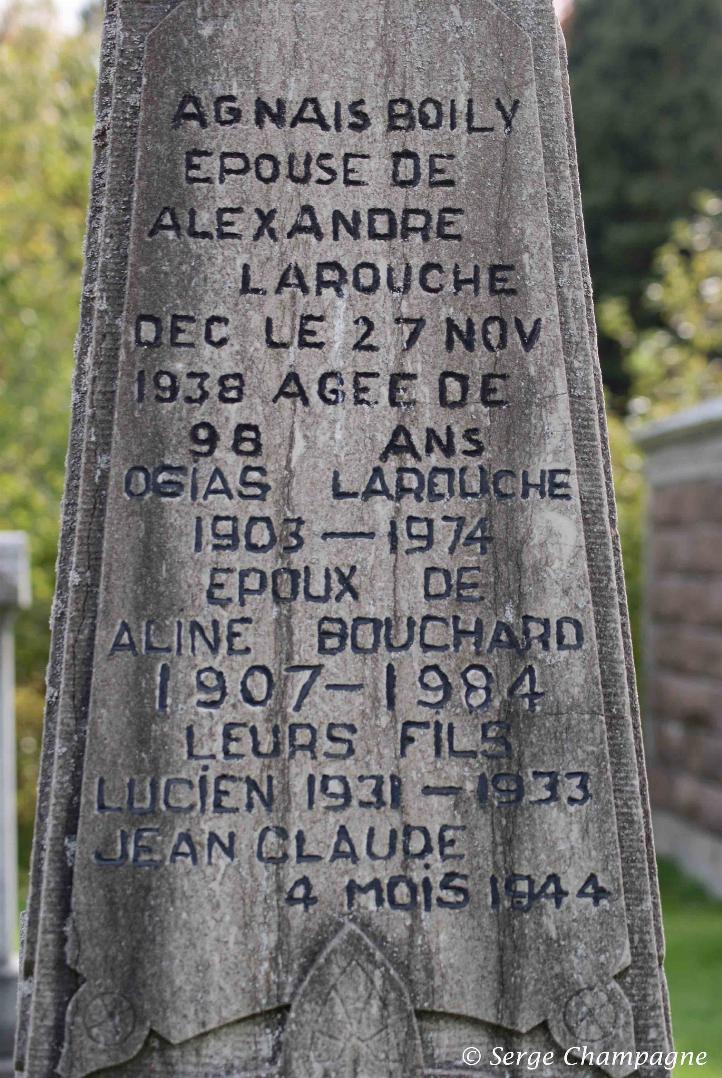 AGNAIS BOILY
EPOUSE DE
ALEXANDRE
LAROUCHE
DEC LE 27 NOV
1938 AGEE DE
98 ANS
OSIAS LAROUCHE
1903 — 1974
EPOUX DE
ALINE BOUCHARD
1907 — 1984
LEURS FILS
LUCIEN 1931 — 1933
JEAN CLAUDE
4 MOIS 1944
© Serge Champagne